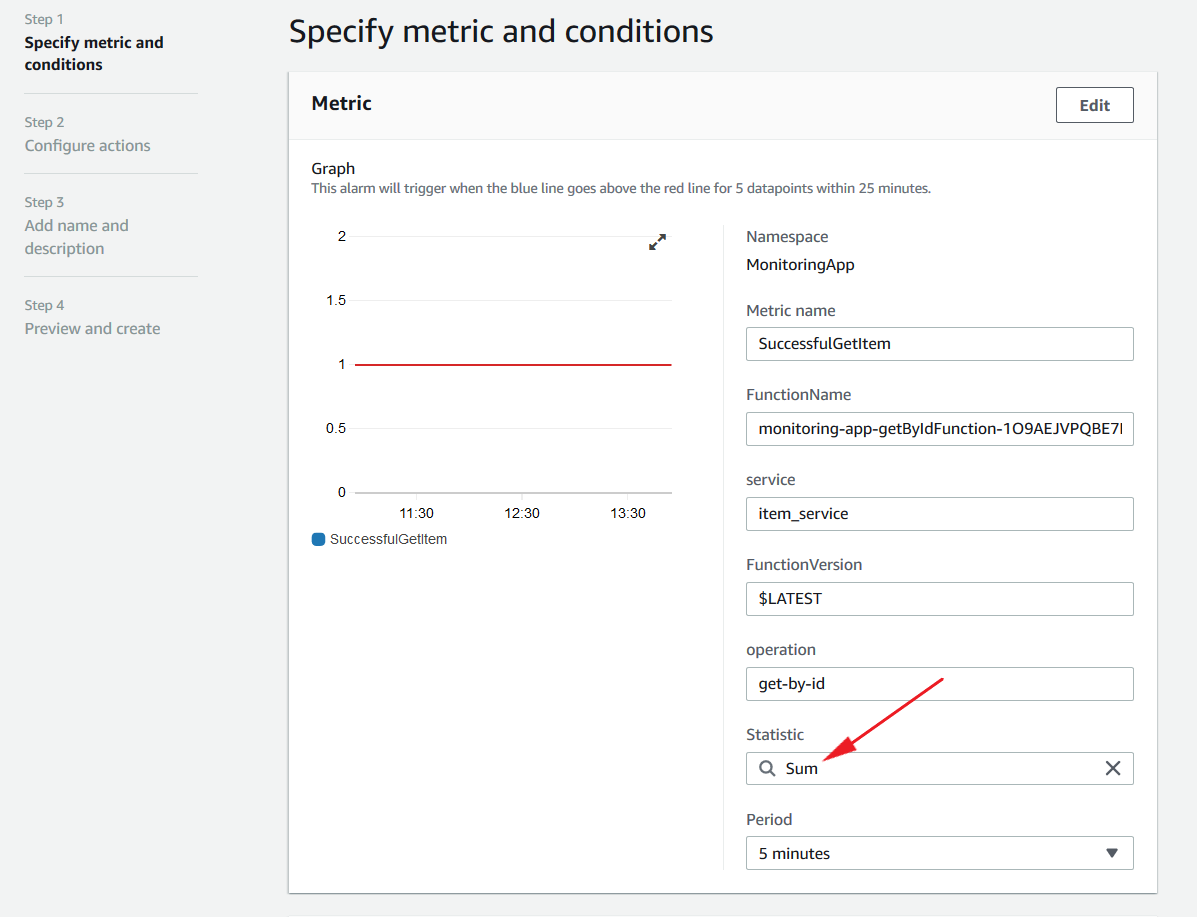 Step 1
Specify metric and
conditions
Step 2
Configure actions
Step 3
Add name and
description
Step 4
Preview and create
Specify metric and conditions
Metric
Edit
Graph
This alarm will trigger when the blue line goes above the red line for 5 datapoints within 25 minutes.
2
1.5
1
0.5
0
11:30
12:30
13:30
SuccessfulGetItem
Namespace
MonitoringApp
Metric name
SuccessfulGetItem
FunctionName
monitoring-app-getByIdFunction-1O9AEJVPQBE7
service
item_service
FunctionVersion
$LATEST
operation
get-by-id
Statistic
Sum
Period
5 minutes